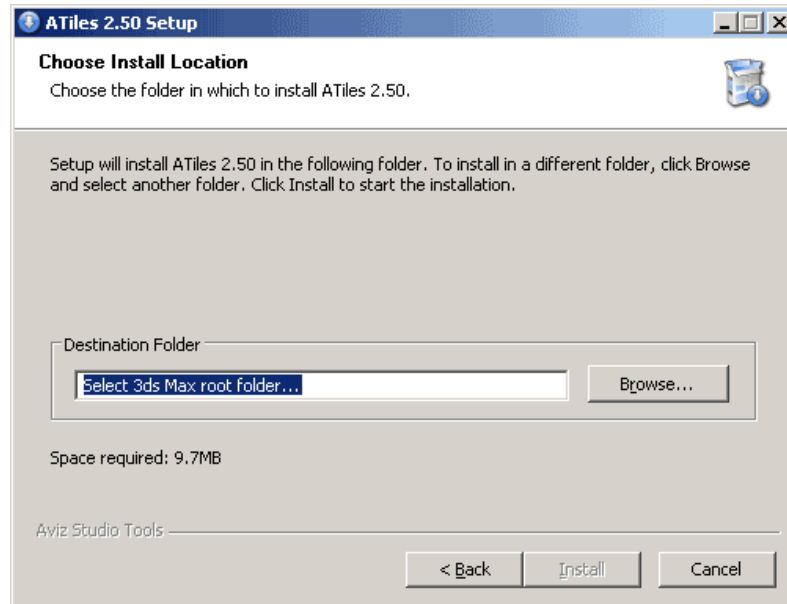 ATiles 2.50 Setup
Choose Install Location
Choose the folder in which to install ATiles 2.50.
Setup will install ATiles 2.50 in the following folder. To install in a different folder, click Browse
and select another folder. Click Install to start the installation.
Destination Folder
Select 3ds Max root folder...
Browse...
Space required: 9.7MB
Aviz Studio Tools
< Back
Install
Cancel